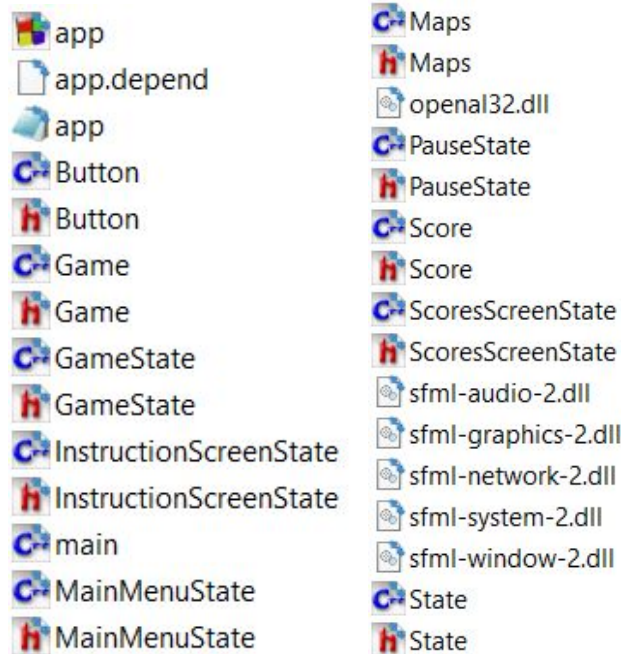 app
app.depend
app
Button
Button
Game
Game
GameState
GameState
InstructionScreenState
InstructionScreenState
main
MainMenuState
MainMenuState
Maps
Maps
openal32.dll
PauseState
PauseState
Score
Score
ScoresScreenState
ScoresScreenState
sfml-audio-2.dll
sfml-graphics-2.dll
sfml-network-2.dll
sfml-system-2.dll
sfml-window-2.dll
State
State